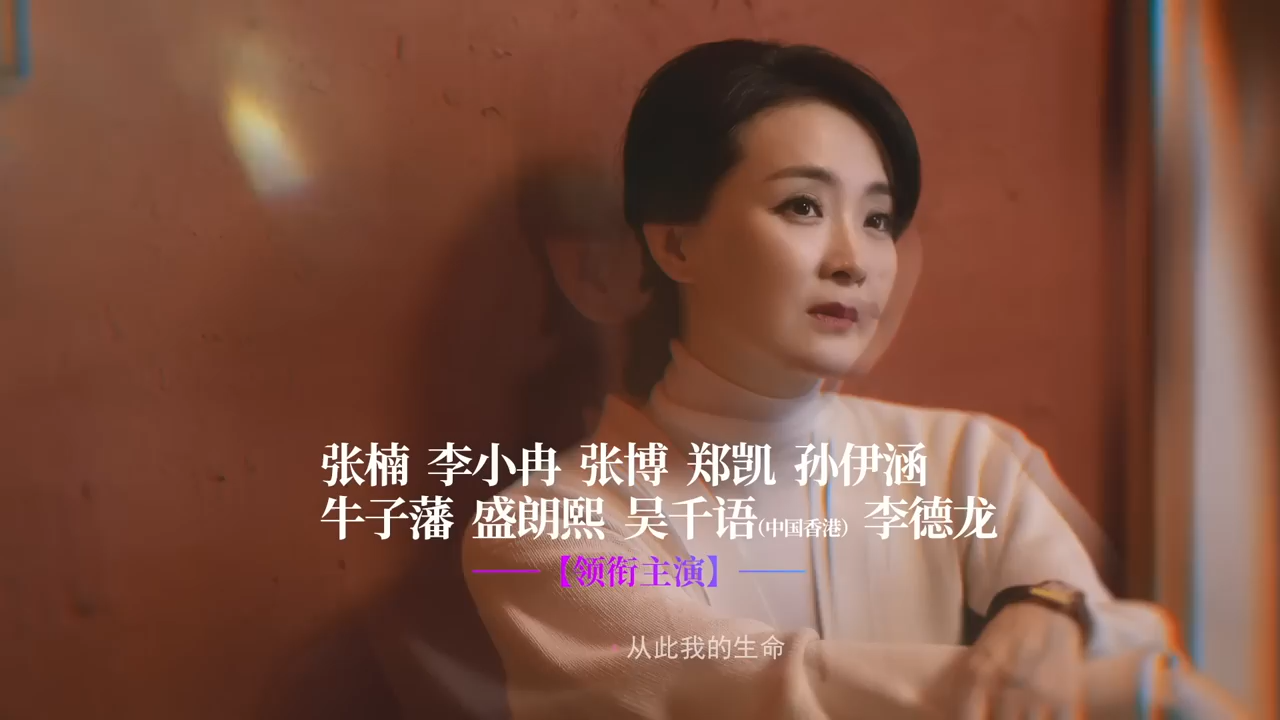 张楠 李小冉 张博 郑凯 孙伊涵
牛子藩 盛朗熙 吴千语(中国香港) 李德龙
【领衔主演】
从此我的生命